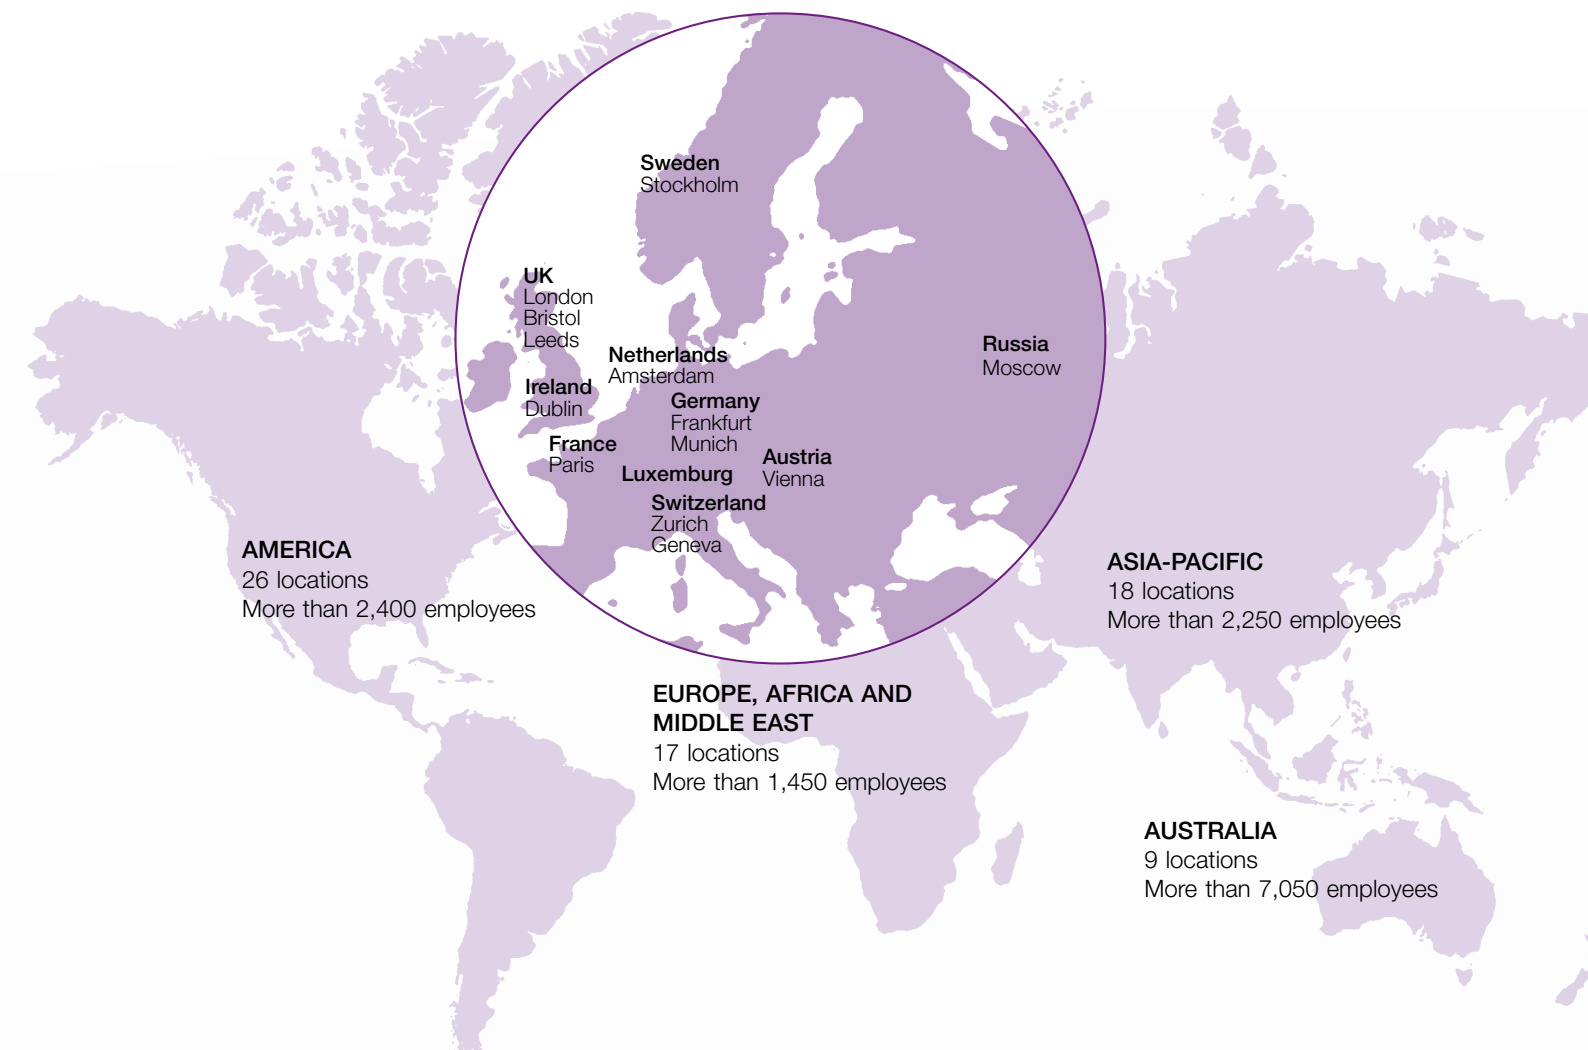 Sweden
Stockholm
UK
London
Bristol
Leeds
Netherlands
Amsterdam
Russia
Moscow
Ireland
Dublin
Germany
Frankfurt
Munich
France
Paris
Austria
Vienna
Luxemburg
Switzerland
Zurich
Geneva
AMERICA
26 locations
More than 2,400 employees
ASIA-PACIFIC
18 locations
More than 2,250 employees
EUROPE, AFRICA AND
MIDDLE EAST
17 locations
More than 1,450 employees
AUSTRALIA
9 locations
More than 7,050 employees